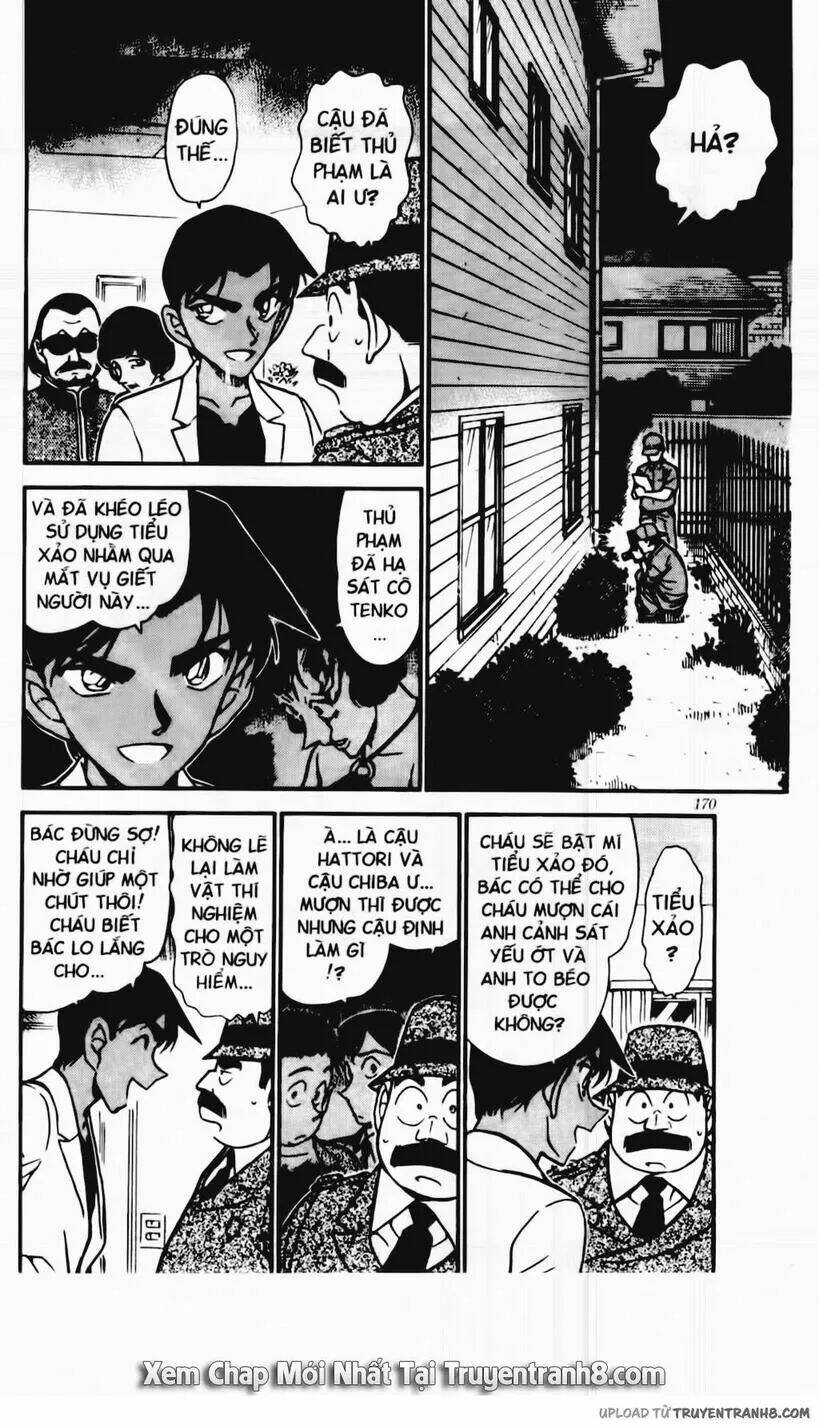 HẢ?
CẬU ĐÃ
BIẾT THỦ
PHẠM LÀ
AI Ư?
ĐÚNG
THẾ...
THỦ
PHẠM
ĐÃ HẠ
SÁT CÔ
TENKO
...
VÀ ĐÃ KHÉO LÉO
SỬ DỤNG TIỂU
XẢO NHẰM QUA
MẮT VỤ GIẾT
NGƯỜI NÀY...
170
TIỂU
XẢO
?
CHÁU SẼ BẬT MÍ
TIỂU XẢO ĐÓ,
BÁC CÓ THỂ CHO
CHÁU MƯỢN CÁI
ANH CẢNH SÁT
YẾU ỚT VÀ
ANH TO BÉO
ĐƯỢC
KHÔNG?
À... LÀ CẬU
HATTORI VÀ
CẬU CHIBA Ư...
MƯỢN THÌ ĐƯỢC
NHƯNG CẬU ĐỊNH
LÀM GÌ
!?
KHÔNG LẼ
LẠI LÀM
VẬT THÍ
NGHIỆM
CHO MỘT
TRÒ NGUY
HIỂM...
BÁC ĐỪNG SỢ!
CHÁU CHỈ
NHỜ GIÚP MỘT
CHÚT THÔI!
CHÁU BIẾT
BÁC LO LẮNG
CHO...
Xem Chap Mới Nhất Tại Truyentranh8.com
UPLOAD TỪ TRUYENTRANH8.COM